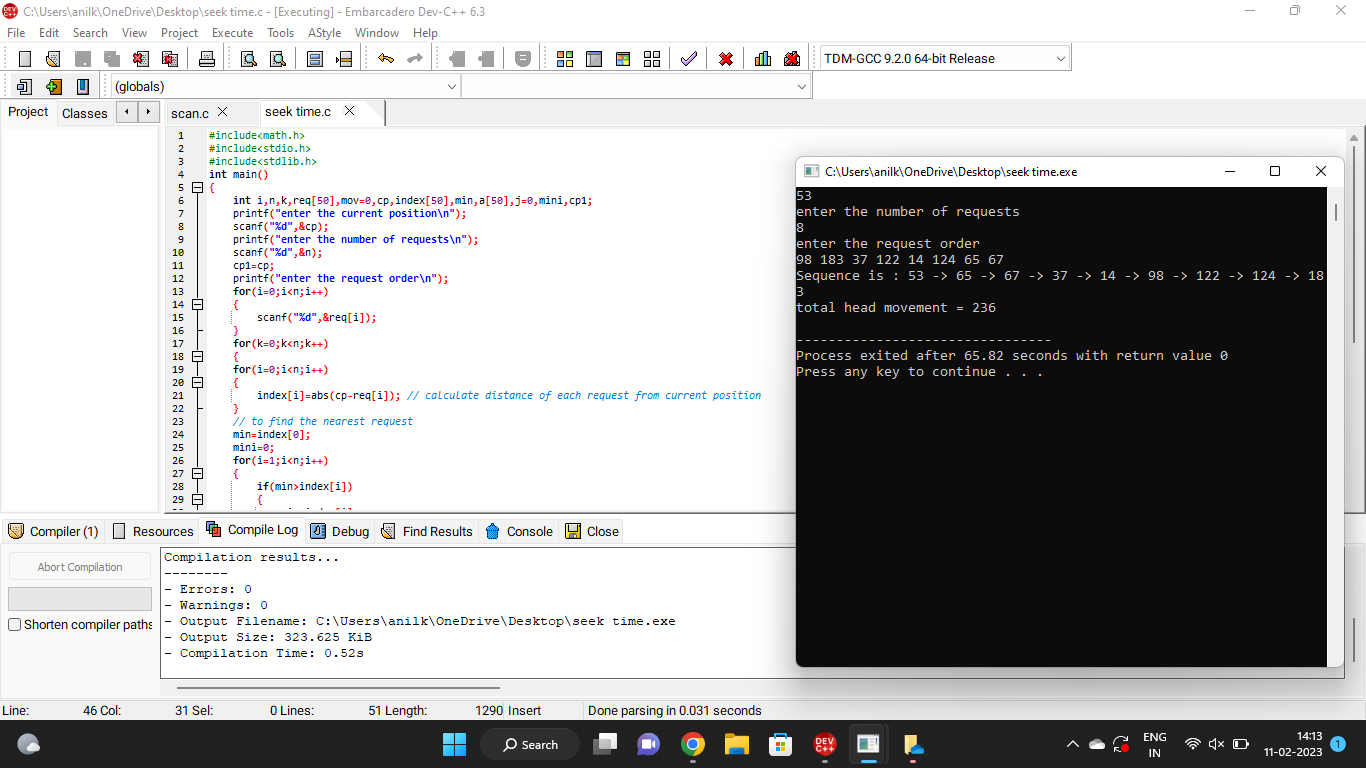 C:\Users\anilk\OneDrive\Desktop\seek time.c - [Executing] - Embarcadero Dev-C++ 6.3
File Edit Search View Project Execute Tools AStyle Window Help
TDM-GCC 9.2.0 64-bit Release
(globals)
Project Classes scan.c seek time.c
1 #include<math.h>
2 #include<stdio.h>
3 #include<stdlib.h>
4 int main()
5 {
6 int i,n,k,req[50],mov=0,cp,index[50],min,a[50],j=0,mini,cp1;
7 printf("enter the current position\n");
8 scanf("%d",&cp);
9 printf("enter the number of requests\n");
10 scanf("%d",&n);
11 cp1=cp;
12 printf("enter the request order\n");
13 for(i=0;i<n;i++)
14 {
15 scanf("%d",&req[i]);
16 }
17 for(k=0;k<n;k++)
18 {
19 for(i=0;i<n;i++)
20 {
21 index[i]=abs(cp-req[i]); // calculate distance of each request from current position
22 }
23 // to find the nearest request
24 min=index[0];
25 mini=0;
26 for(i=1;i<n;i++)
27 {
28 if(min>index[i])
29 {
C:\Users\anilk\OneDrive\Desktop\seek time.exe
53
enter the number of requests
8
enter the request order
98 183 37 122 14 124 65 67
Sequence is : 53 -> 65 -> 67 -> 37 -> 14 -> 98 -> 122 -> 124 -> 18
3
total head movement = 236
--------------------------------
Process exited after 65.82 seconds with return value 0
Press any key to continue . . .
Compiler (1) Resources Compile Log Debug Find Results Console Close
Abort Compilation
Shorten compiler paths
Compilation results...
--------
- Errors: 0
- Warnings: 0
- Output Filename: C:\Users\anilk\OneDrive\Desktop\seek time.exe
- Output Size: 323.625 KiB
- Compilation Time: 0.52s
Line: 46 Col: 31 Sel: 0 Lines: 51 Length: 1290 Insert Done parsing in 0.031 seconds
Search
DEV C++
ENG
IN
14:13
11-02-2023
1